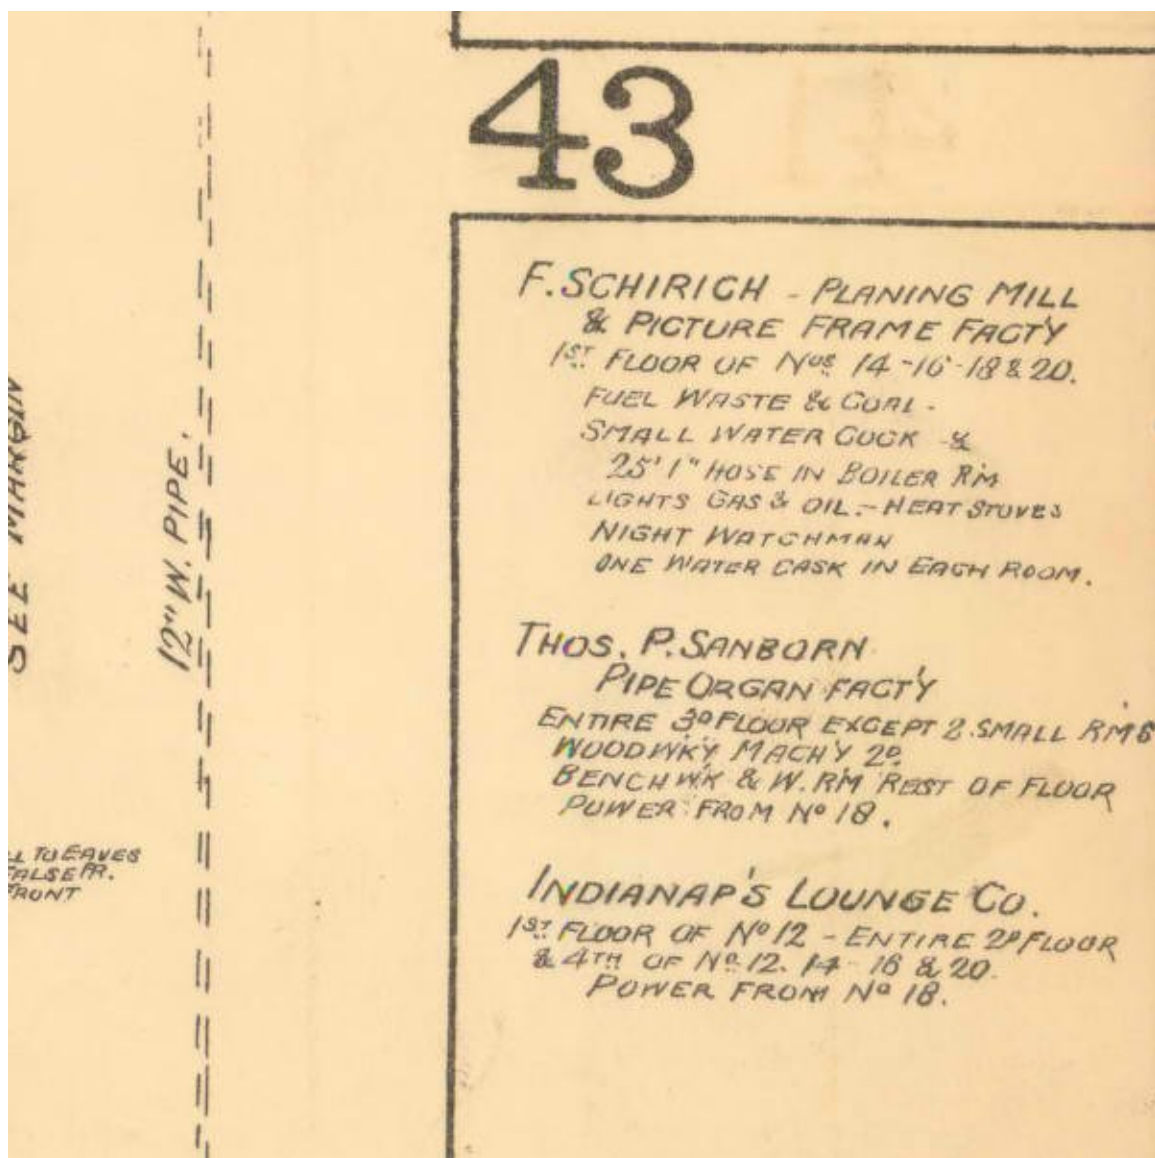 43
F. SCHIRICH - PLANING MILL
& PICTURE FRAME FACT'Y
1ST FLOOR OF NOS 14-16-18 & 20.
FUEL WASTE & COAL.
SMALL WATER COCK &
25' 1" HOSE IN BOILER R'M
LIGHTS GAS & OIL.-HEAT STOVES
NIGHT WATCHMAN
ONE WATER CASK IN EACH ROOM.
THOS. P. SANBORN
PIPE ORGAN FACT'Y
ENTIRE 3D FLOOR EXCEPT 2 SMALL R'MS
WOODWK'Y MACH'Y 2D.
BENCH W'K & W. R'M REST OF FLOOR
POWER FROM NO 18.
INDIANAP'S LOUNGE CO.
1ST FLOOR OF NO 12 - ENTIRE 2D FLOOR
& 4TH OF NO 12. 14-16 & 20.
POWER FROM NO 18.
12" W. PIPE.
SEE MARGIN
TO EAVES
FALSE FR.
FRONT